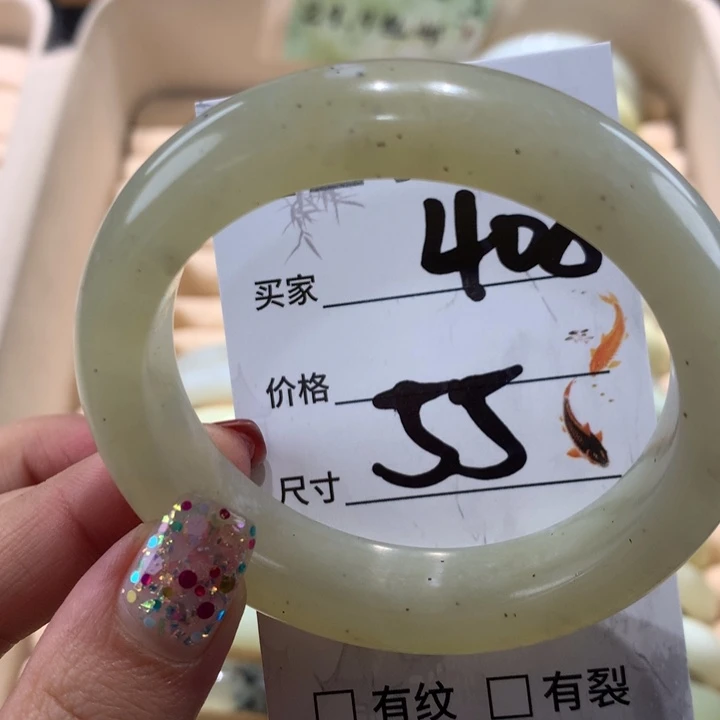 买家 400
价格
尺寸 55
□ 有纹 □ 有裂